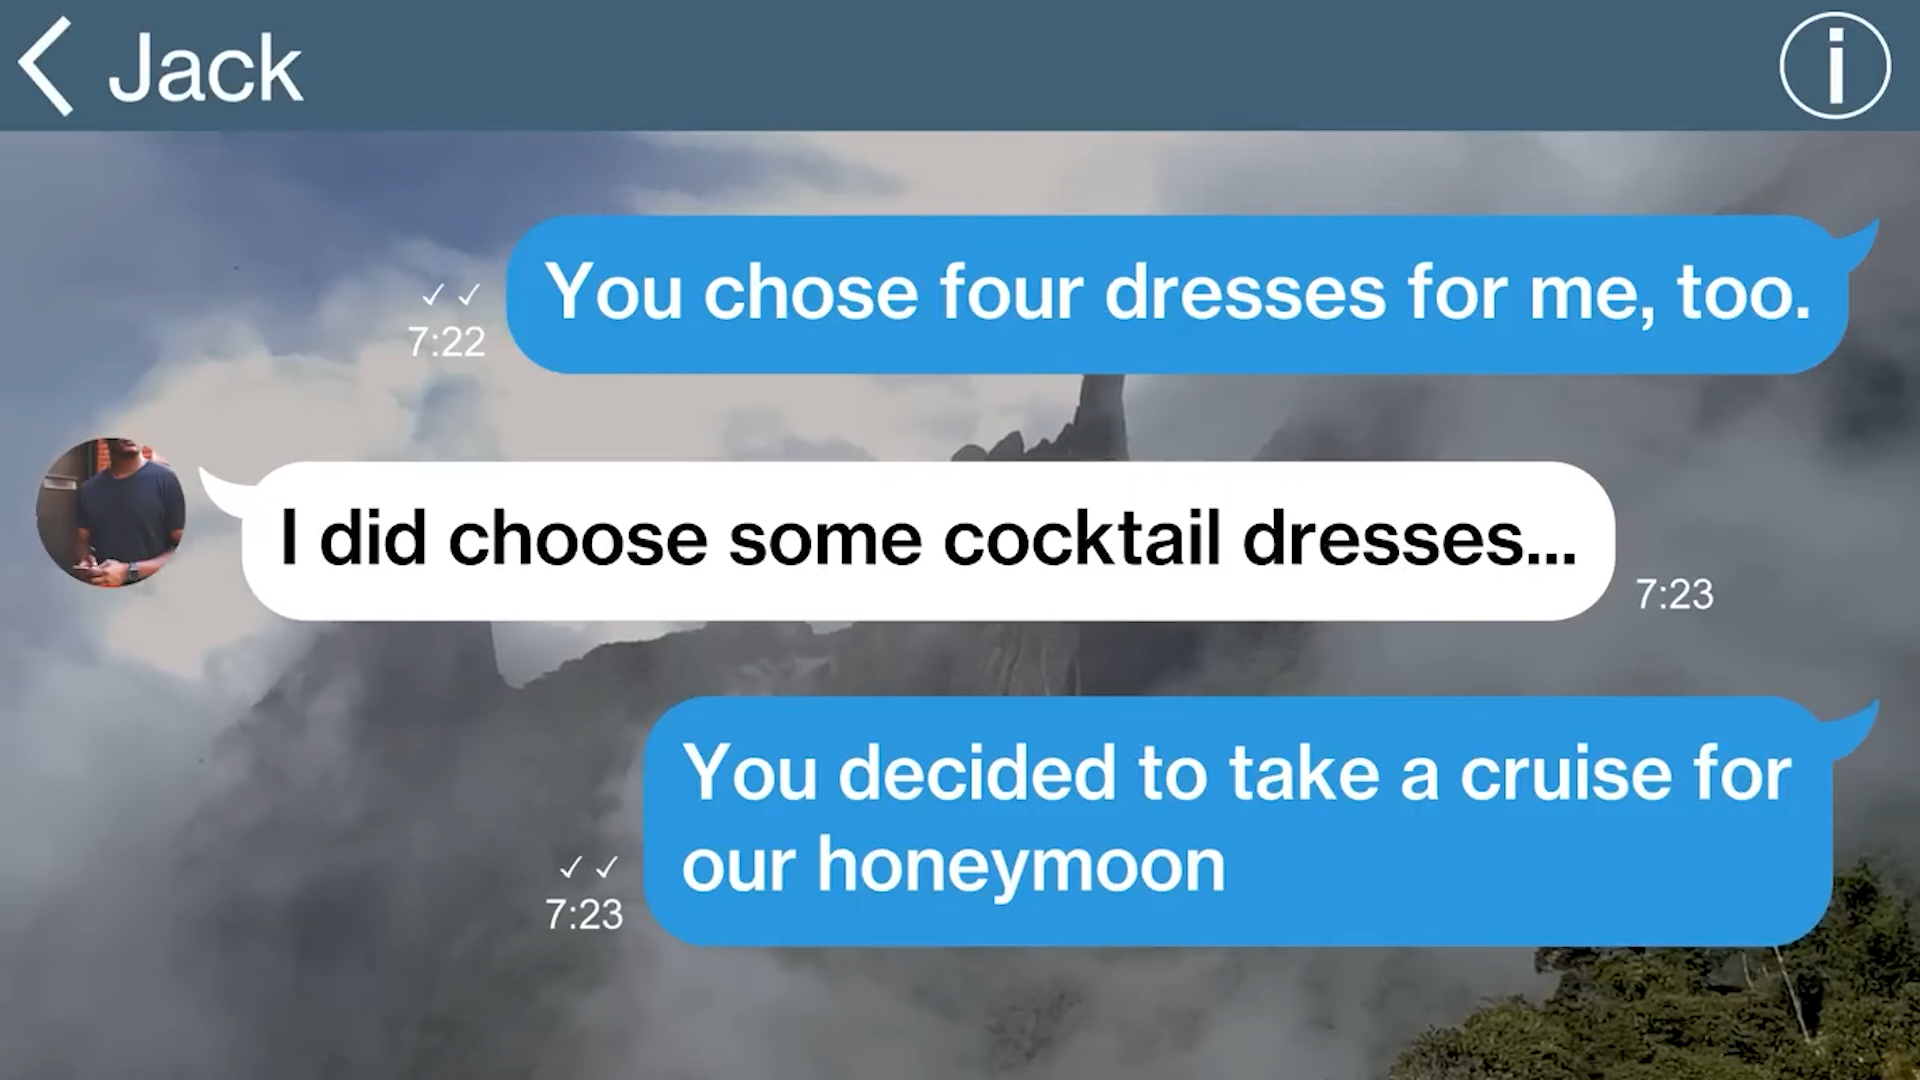 Jack
You chose four dresses for me, too.
✓✓
7:22
I did choose some cocktail dresses...
7:23
You decided to take a cruise for
our honeymoon
✓✓
7:23